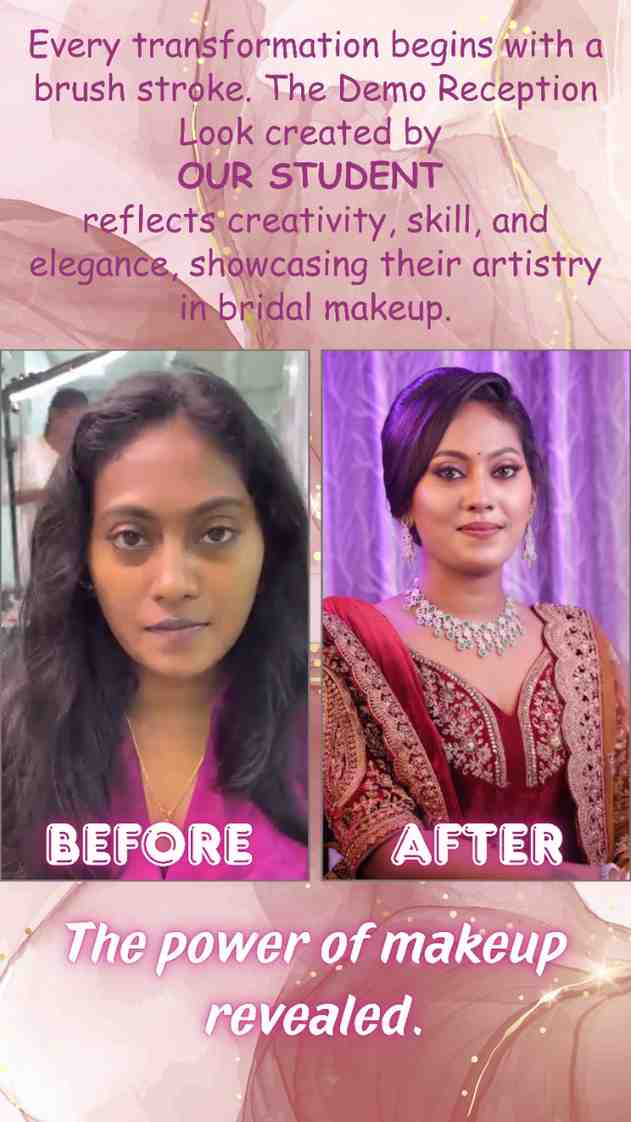 Every transformation begins with a
brush stroke. The Demo Reception
Look created by
OUR STUDENT
reflects creativity, skill, and
elegance, showcasing their artistry
in bridal makeup.
BEFORE
AFTER
The power of makeup
revealed.